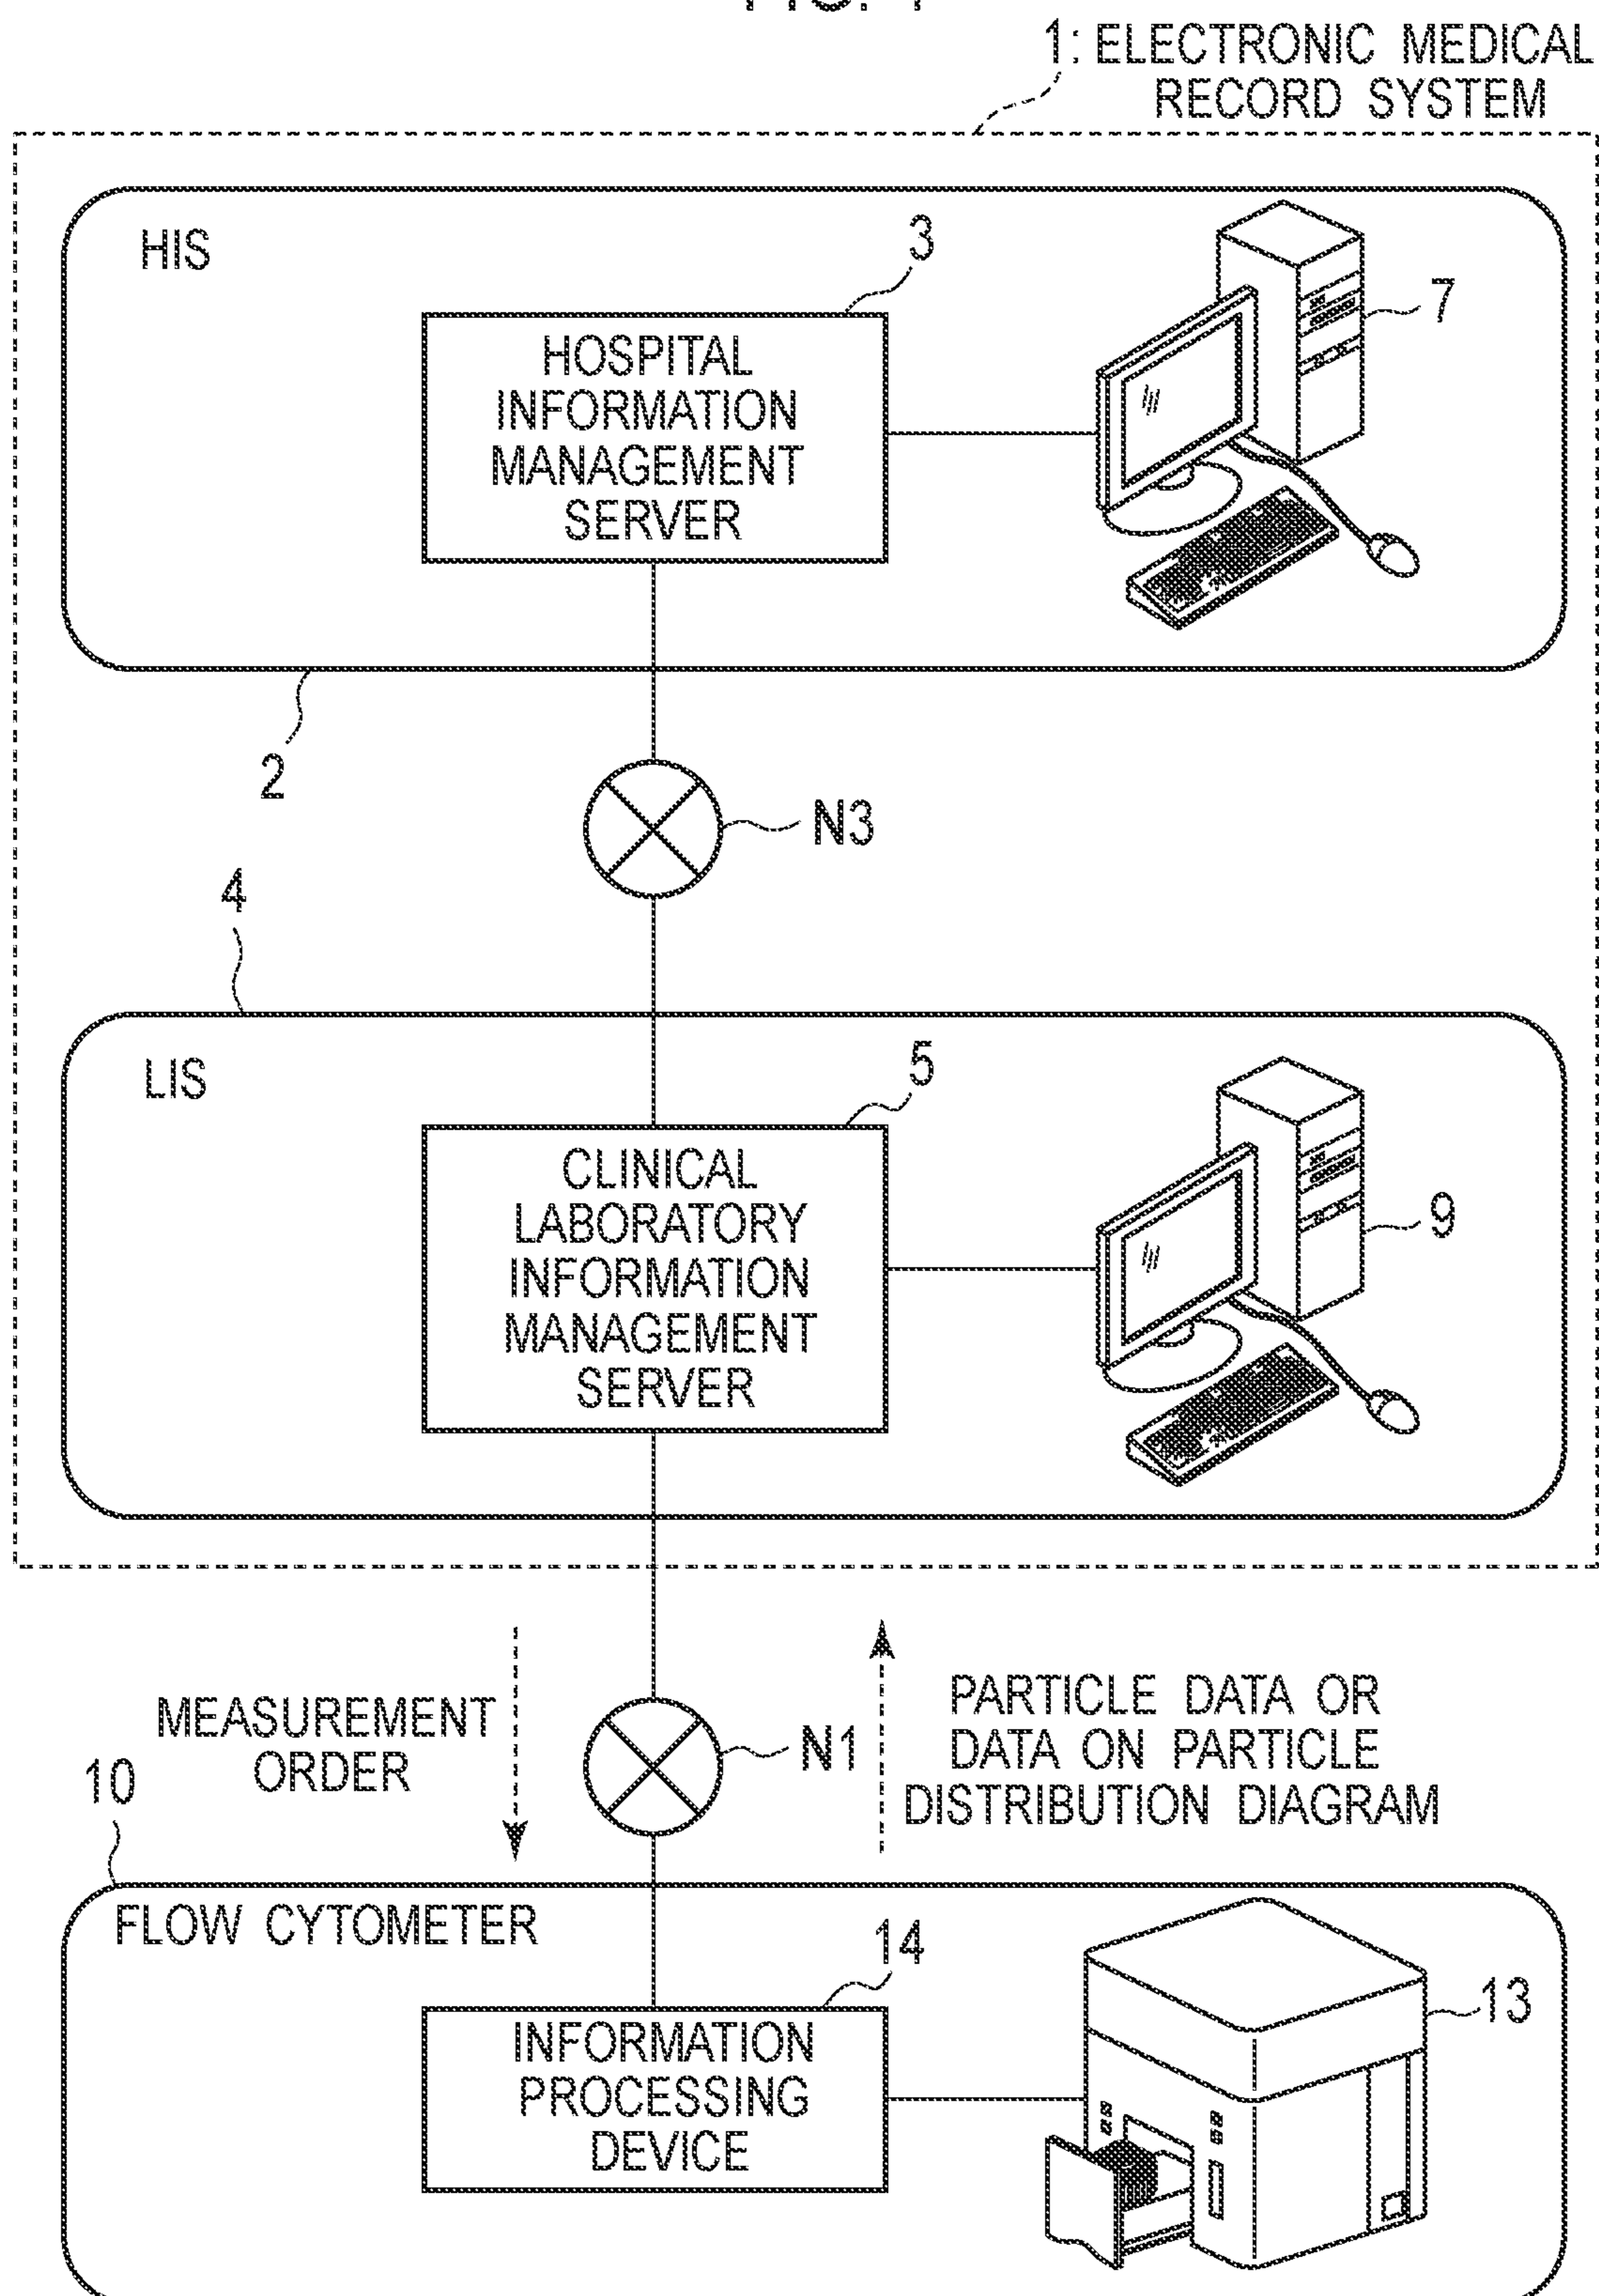 1: ELECTRONIC MEDICAL
RECORD SYSTEM
HIS
3
7
HOSPITAL
INFORMATION
MANAGEMENT
SERVER
2
N3
4
LIS
5
9
CLINICAL
LABORATORY
INFORMATION
MANAGEMENT
SERVER
MEASUREMENT
ORDER
N1
PARTICLE DATA OR
DATA ON PARTICLE
DISTRIBUTION DIAGRAM
10
FLOW CYTOMETER
14
13
INFORMATION
PROCESSING
DEVICE